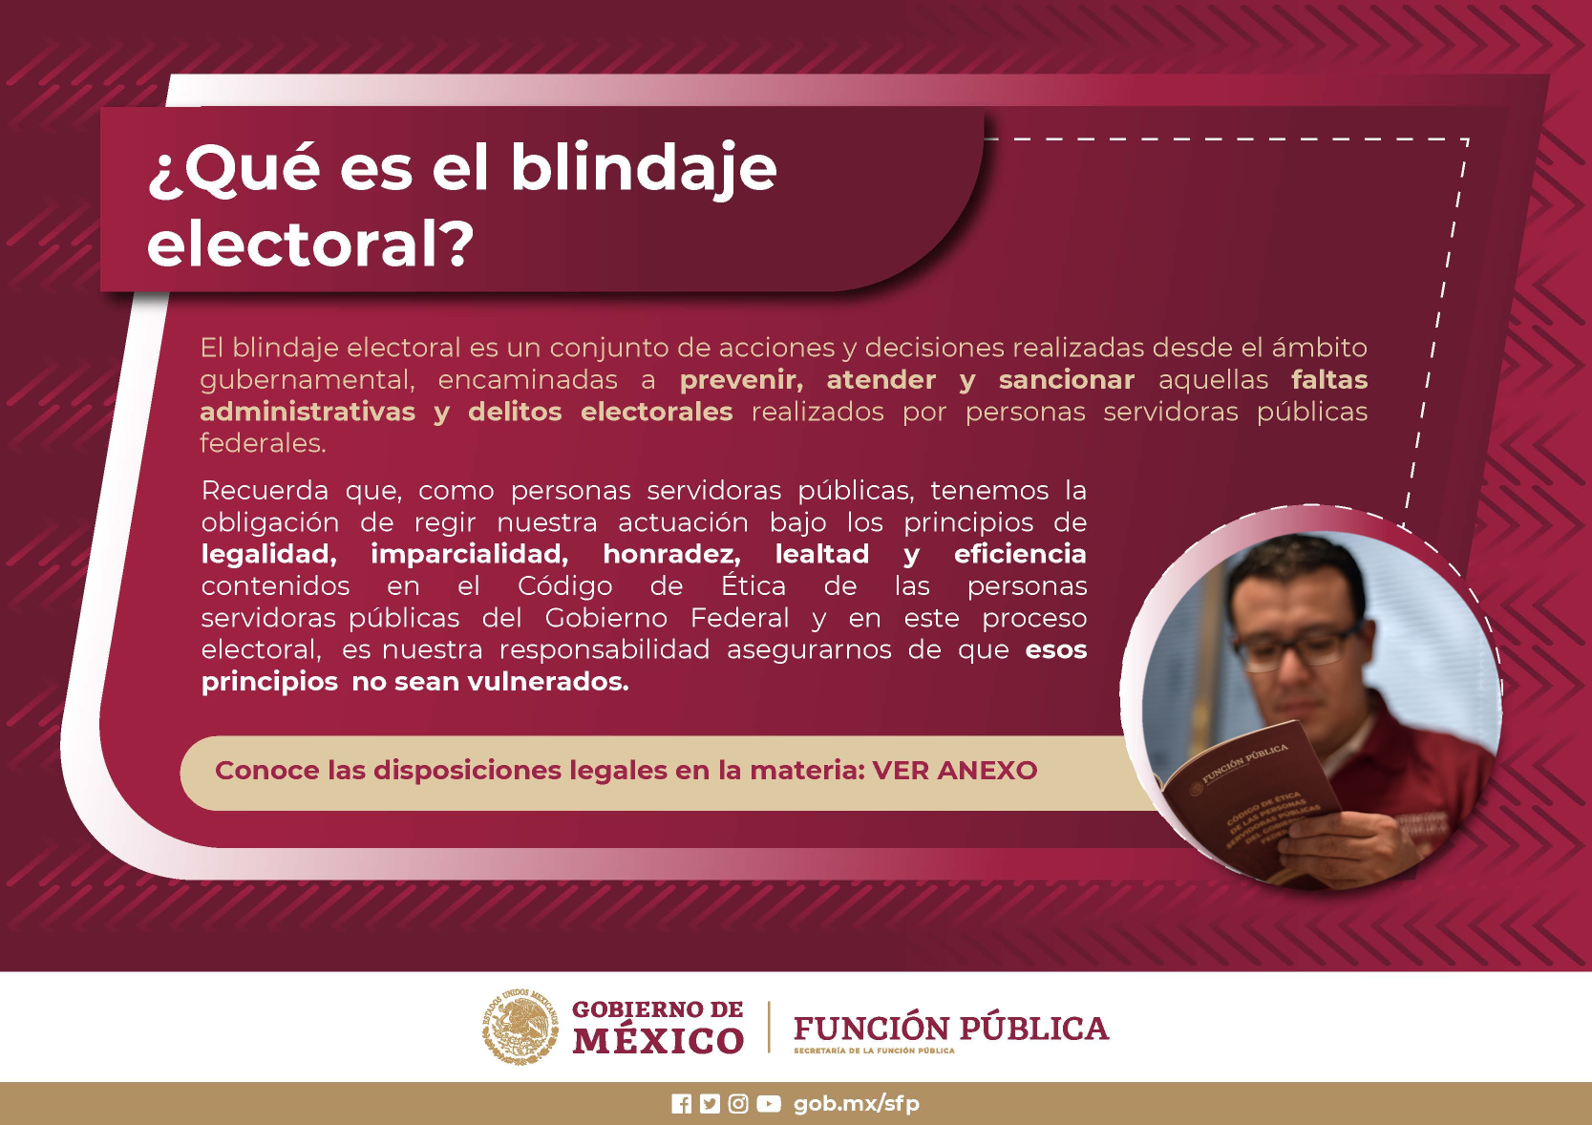 ¿Qué es el blindaje
electoral?
El blindaje electoral es un conjunto de acciones y decisiones realizadas desde el ámbito
gubernamental, encaminadas a prevenir, atender y sancionar aquellas faltas
administrativas y delitos electorales realizados por personas servidoras públicas
federales.
Recuerda que, como personas servidoras públicas, tenemos la
obligación de regir nuestra actuación bajo los principios de
legalidad, imparcialidad, honradez, lealtad y eficiencia
contenidos en el Código de Ética de las personas
servidoras públicas del Gobierno Federal y en este proceso
electoral, es nuestra responsabilidad asegurarnos de que esos
principios no sean vulnerados.
Conoce las disposiciones legales en la materia: VER ANEXO
FUNCIÓN PÚBLICA
CÓDIGO DE ÉTICA
DE LAS PERSONAS
SERVIDORAS PÚBLICAS
DEL GOBIERNO
ESTADOS UNIDOS MEXICANOS
GOBIERNO DE
MÉXICO
FUNCIÓN PÚBLICA
SECRETARÍA DE LA FUNCIÓN PÚBLICA
gob.mx/sfp